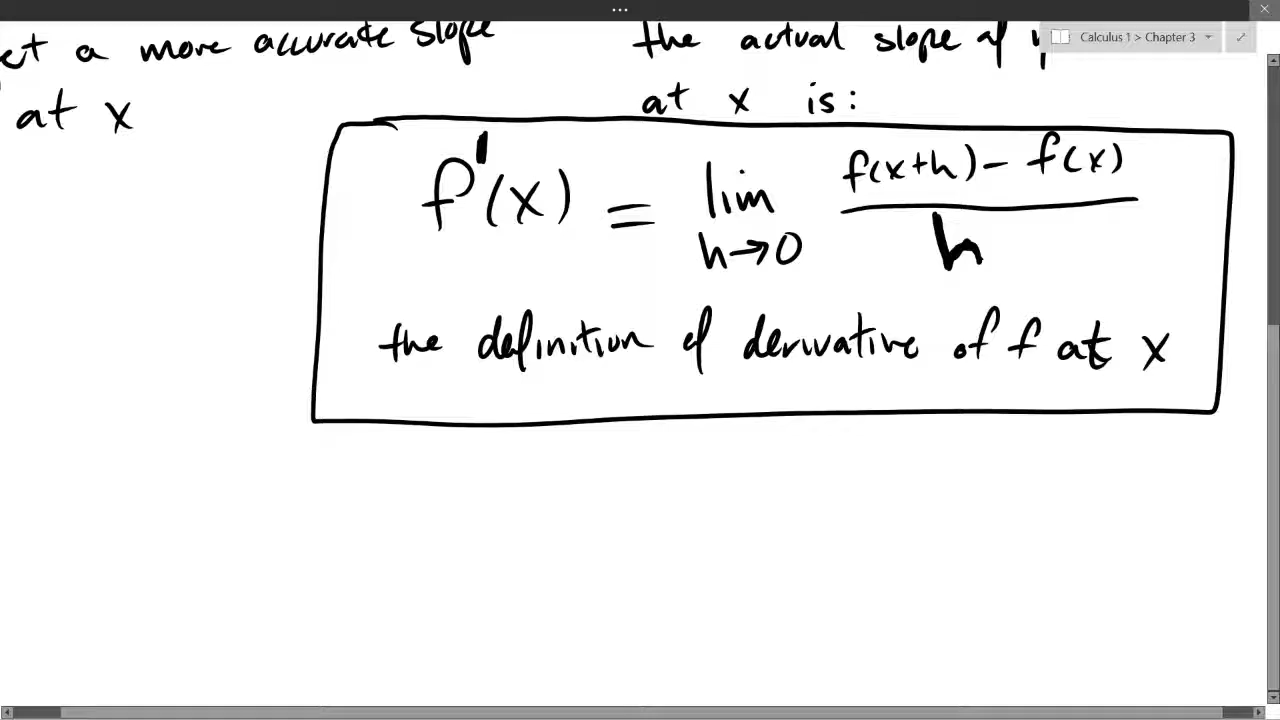 a more accurate slope
at x
the actual slope of
at x is:
Calculus 1 > Chapter 3
f'(x) = lim h→0 f(x+h) - f(x) / h
the definition of derivative of f at x